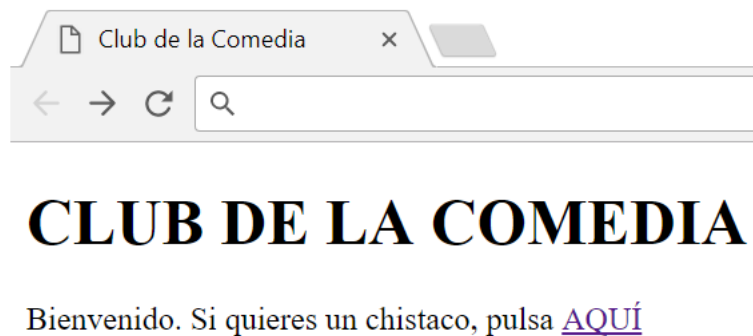 Club de la Comedia
CLUB DE LA COMEDIA
Bienvenido. Si quieres un chistaco, pulsa AQUÍ